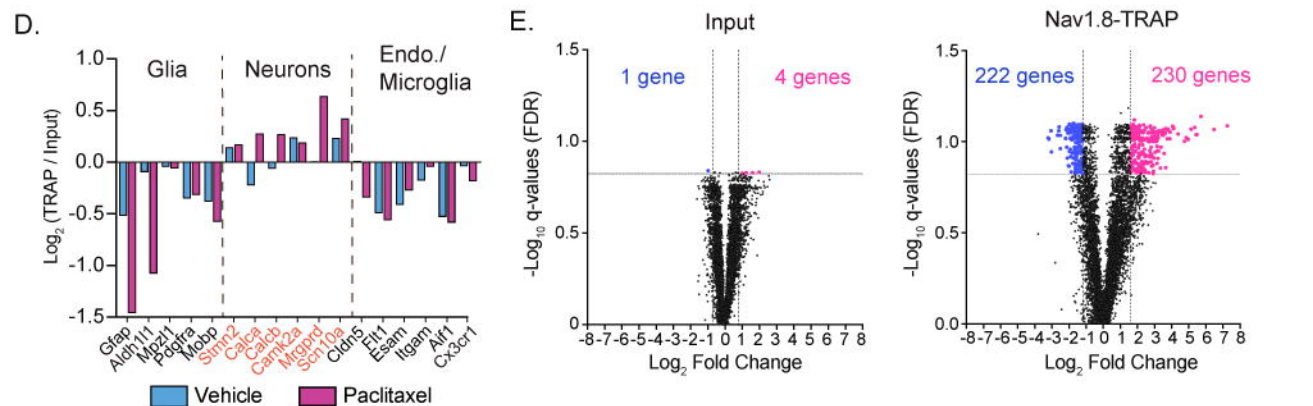 D.
Log2 (TRAP / Input)
1.0
0.5
0.0
-0.5
-1.0
-1.5
Glia
Neurons
Endo./
Microglia
Gfap
Aldh1l1
Mpzl1
Pdgfra
Mobp
Stmn2
Calca
Calcb
Camk2a
Mrgprd
Scn10a
Cldn5
Flt1
Esam
Itgam
Aif1
Cx3cr1
Vehicle
Paclitaxel
E.
Input
-Log10 q-values (FDR)
1.5
1.0
0.5
0
1 gene
4 genes
-8 -7 -6 -5 -4 -3 -2 -1 0 1 2 3 4 5 6 7 8
Log2 Fold Change
Nav1.8-TRAP
-Log10 q-values (FDR)
1.5
1.0
0.5
0.0
222 genes
230 genes
-8 -7 -6 -5 -4 -3 -2 -1 0 1 2 3 4 5 6 7 8
Log2 Fold Change